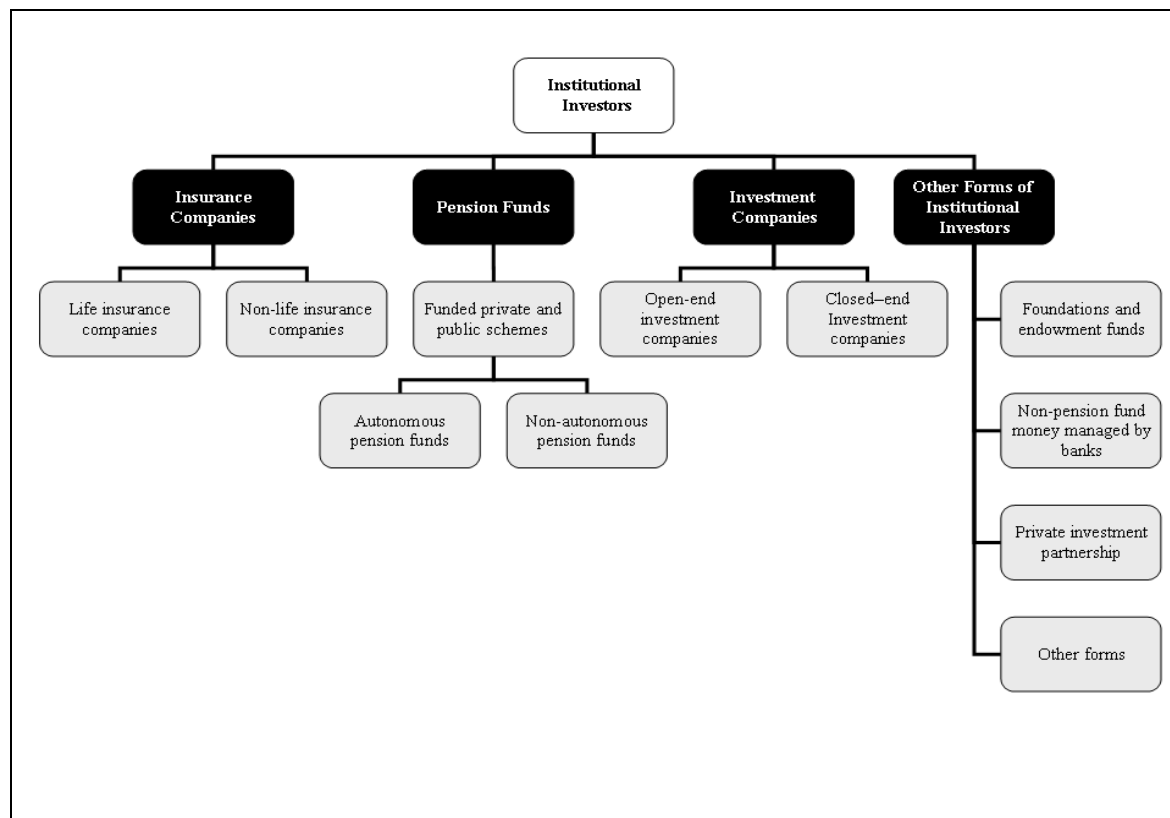 Institutional
Investors
Insurance
Companies
Pension Funds
Investment
Companies
Other Forms of
Institutional
Investors
Life insurance
companies
Non-life insurance
companies
Funded private and
public schemes
Open-end
investment
companies
Closed–end
Investment
companies
Foundations and
endowment funds
Autonomous
pension funds
Non-autonomous
pension funds
Non-pension fund
money managed by
banks
Private investment
partnership
Other forms